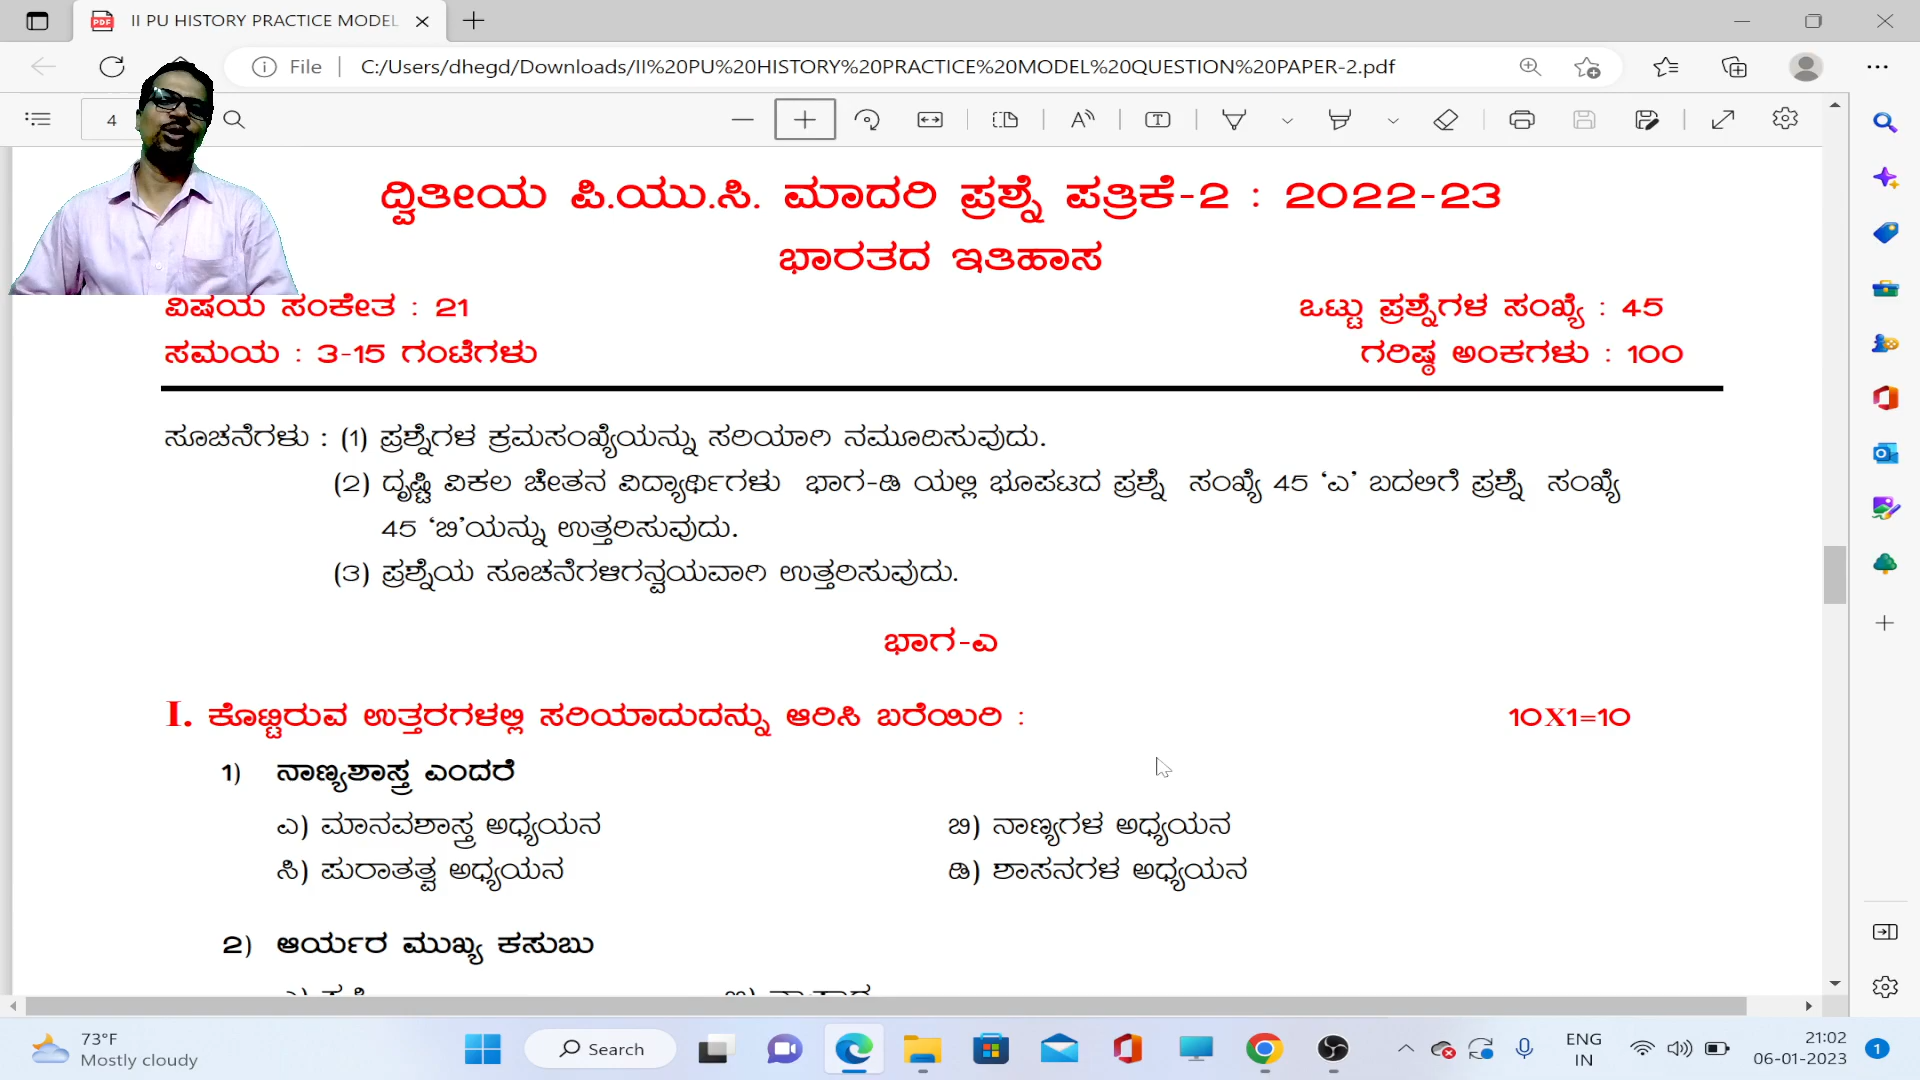 II PU HISTORY PRACTICE MODEL
File
C:/Users/dhegd/Downloads/II%20PU%20HISTORY%20PRACTICE%20MODEL%20QUESTION%20PAPER-2.pdf
4
ದ್ವಿತೀಯ ಪಿ.ಯು.ಸಿ. ಮಾದರಿ ಪ್ರಶ್ನೆ ಪತ್ರಿಕೆ-2 : 2022-23
ಭಾರತದ ಇತಿಹಾಸ
ವಿಷಯ ಸಂಕೇತ : 21 ಒಟ್ಟು ಪ್ರಶ್ನೆಗಳ ಸಂಖ್ಯೆ : 45
ಸಮಯ : 3-15 ಗಂಟೆಗಳು ಗರಿಷ್ಠ ಅಂಕಗಳು : 100
ಸೂಚನೆಗಳು : (1) ಪ್ರಶ್ನೆಗಳ ಕ್ರಮಸಂಖ್ಯೆಯನ್ನು ಸರಿಯಾಗಿ ನಮೂದಿಸುವುದು.
(2) ದೃಷ್ಟಿ ವಿಕಲ ಚೇತನ ವಿದ್ಯಾರ್ಥಿಗಳು ಭಾಗ-ಡಿ ಯಲ್ಲಿ ಭೂಪಟದ ಪ್ರಶ್ನೆ ಸಂಖ್ಯೆ 45 ‘ಎ’ ಬದಲಿಗೆ ಪ್ರಶ್ನೆ ಸಂಖ್ಯೆ
45 ‘ಬಿ’ಯನ್ನು ಉತ್ತರಿಸುವುದು.
(3) ಪ್ರಶ್ನೆಯ ಸೂಚನೆಗಳಿಗನ್ವಯವಾಗಿ ಉತ್ತರಿಸುವುದು.
ಭಾಗ-ಎ
I. ಕೊಟ್ಟಿರುವ ಉತ್ತರಗಳಲ್ಲಿ ಸರಿಯಾದುದನ್ನು ಆರಿಸಿ ಬರೆಯಿರಿ : 10X1=10
1) ನಾಣ್ಯಶಾಸ್ತ್ರ ಎಂದರೆ
ಎ) ಮಾನವಶಾಸ್ತ್ರ ಅಧ್ಯಯನ ಬಿ) ನಾಣ್ಯಗಳ ಅಧ್ಯಯನ
ಸಿ) ಪುರಾತತ್ವ ಅಧ್ಯಯನ ಡಿ) ಶಾಸನಗಳ ಅಧ್ಯಯನ
2) ಆರ್ಯರ ಮುಖ್ಯ ಕಸುಬು
73°F
Mostly cloudy
Search
ENG
IN
21:02
06-01-2023
1